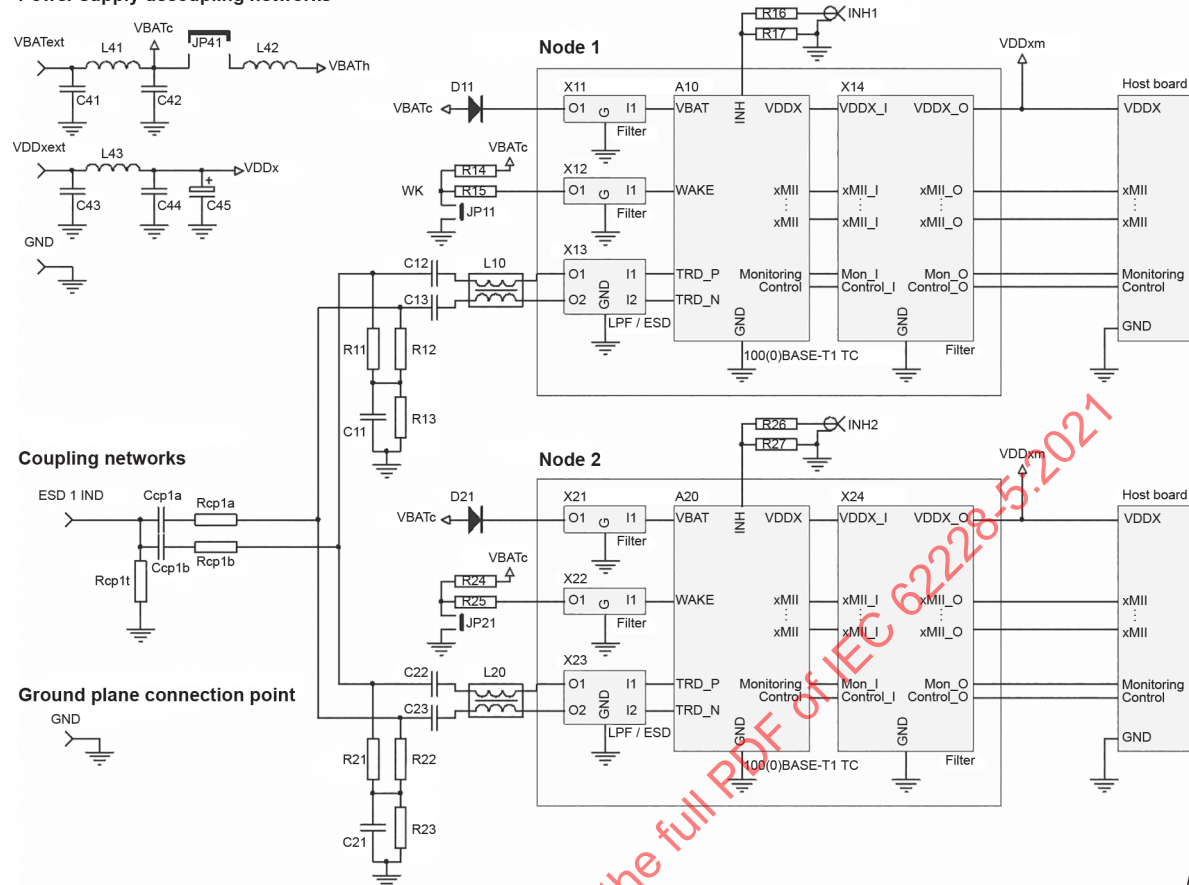 Power supply decoupling networks
VBAText
L41
VBATc
JP41
L42
VBATh
C41
C42
VDDxext
L43
VDDx
C43
C44
+
C45
GND
R16
INH1
R17
Node 1
VDDxm
D11
X11
A10
X14
Host board
VBATc
O1
G
I1
VBAT
INH
VDDX
VDDX_I
VDDX_O
VDDX
Filter
VBATc
X12
R14
WK
R15
O1
G
I1
WAKE
xMII
xMII_I
xMII_O
xMII
JP11
Filter
xMII
xMII_I
xMII_O
xMII
X13
C12
L10
O1
I1
TRD_P
Monitoring
Mon_I
Mon_O
Monitoring
Control
Control_I
Control_O
Control
C13
O2
GND
I2
TRD_N
LPF / ESD
GND
GND
GND
R11
R12
100(0)BASE-T1 TC
Filter
C11
R13
R26
INH2
R27
Coupling networks
Node 2
VDDxm
ESD 1 IND
Ccp1a
Rcp1a
Ccp1b
Rcp1b
Rcp1t
D21
X21
A20
X24
Host board
VBATc
O1
G
I1
VBAT
INH
VDDX
VDDX_I
VDDX_O
VDDX
Filter
VBATc
X22
R24
R25
O1
G
I1
WAKE
xMII
xMII_I
xMII_O
xMII
JP21
Filter
xMII
xMII_I
xMII_O
xMII
X23
C22
L20
O1
I1
TRD_P
Monitoring
Mon_I
Mon_O
Monitoring
Control
Control_I
Control_O
Control
C23
O2
GND
I2
TRD_N
LPF / ESD
GND
GND
GND
R21
R22
100(0)BASE-T1 TC
Filter
C21
R23
Ground plane connection point
GND
the full PDF of IEC 62228-5:2021